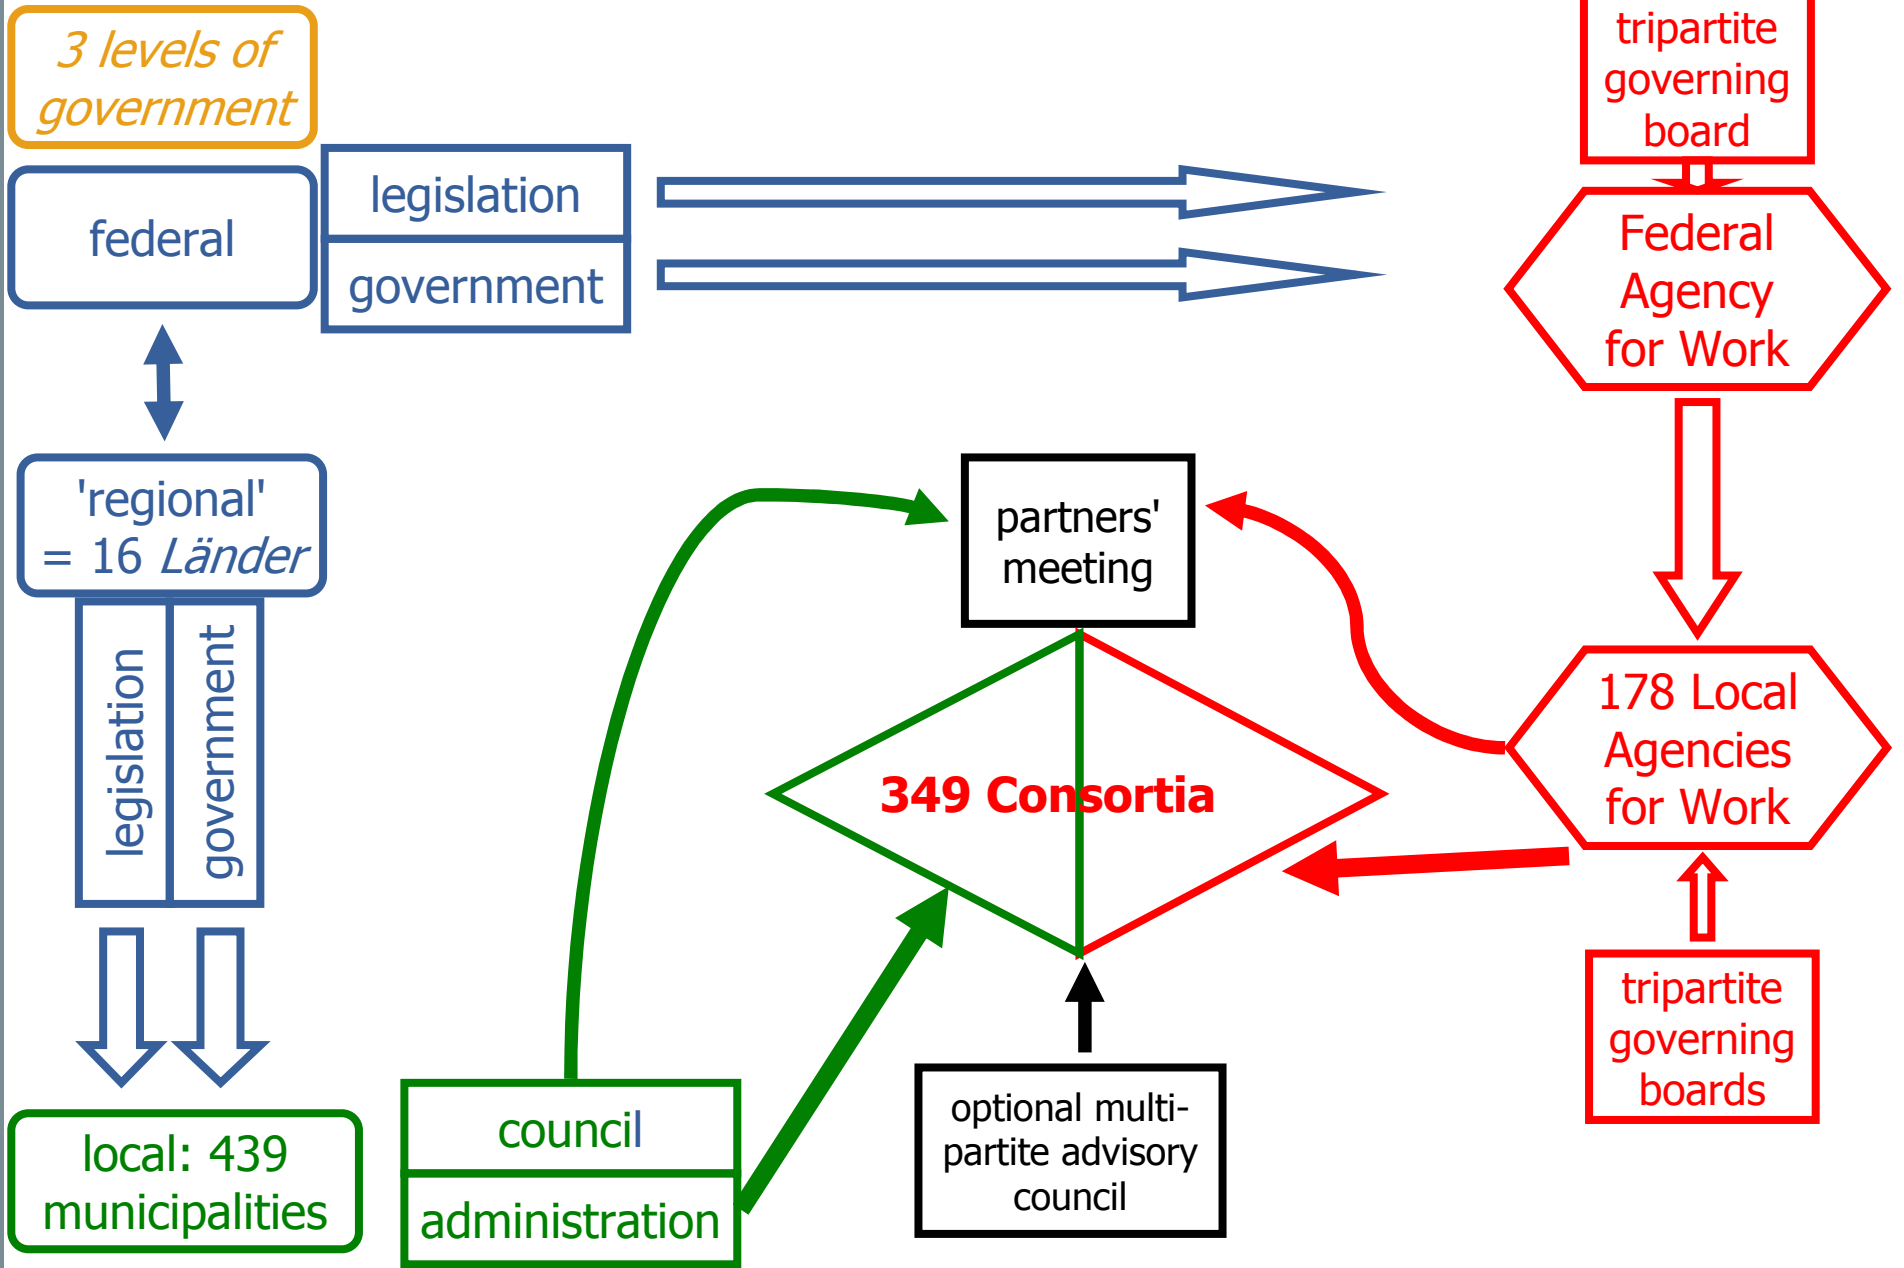 3 levels of
government
tripartite
governing
board
federal
legislation
government
Federal
Agency
for Work
'regional'
= 16 Länder
legislation
government
partners'
meeting
349 Consortia
178 Local
Agencies
for Work
tripartite
governing
boards
local: 439
municipalities
council
administration
optional multi-
partite advisory
council